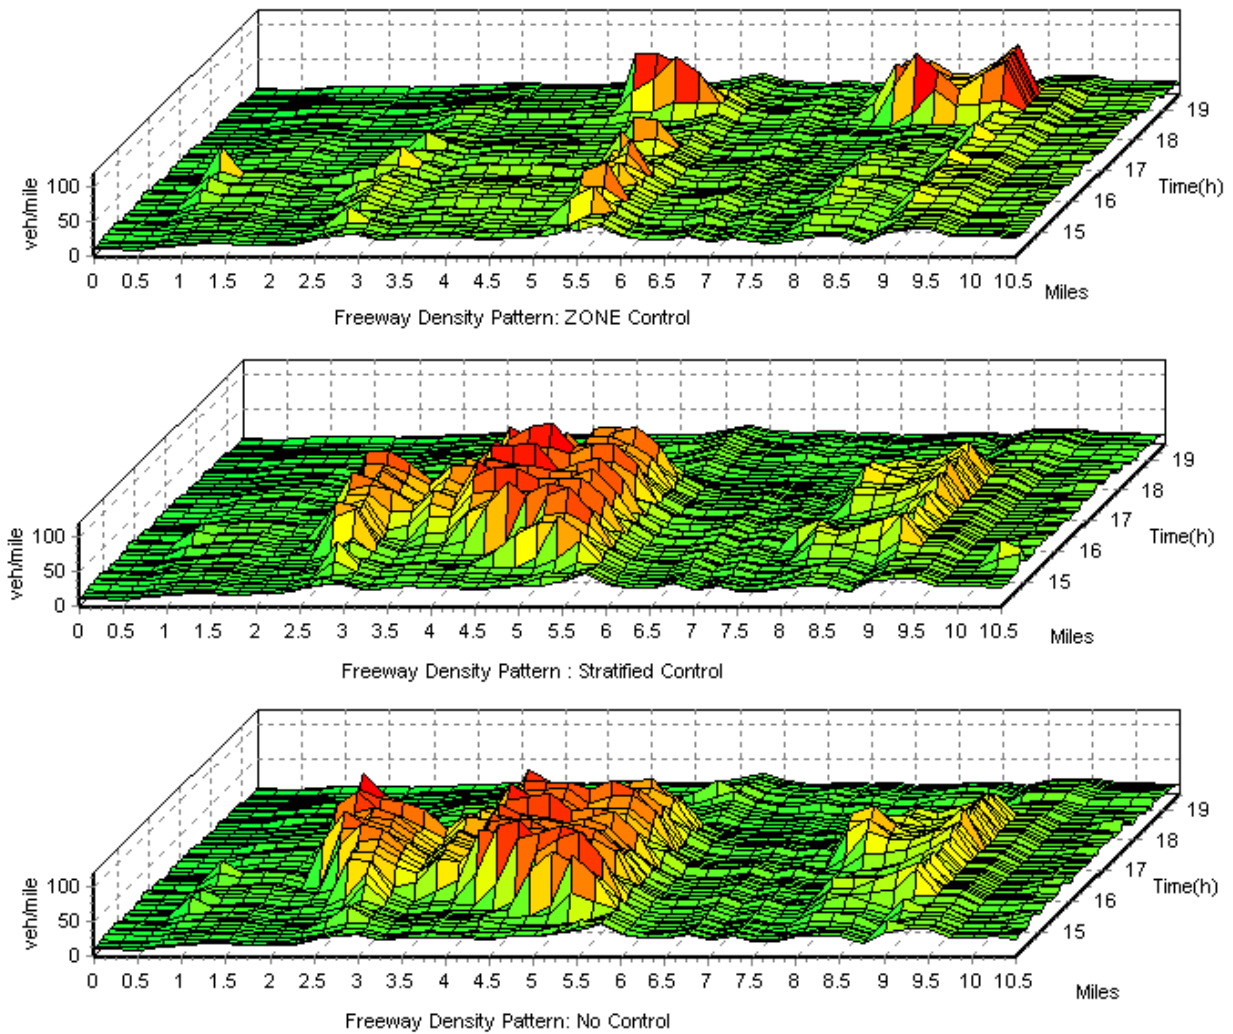 veh/mile
100
50
0
0 0.5 1 1.5 2 2.5 3 3.5 4 4.5 5 5.5 6 6.5 7 7.5 8 8.5 9 9.5 10 10.5
Miles
15 16 17 18 19
Time(h)
Freeway Density Pattern: ZONE Control
veh/mile
100
50
0
0 0.5 1 1.5 2 2.5 3 3.5 4 4.5 5 5.5 6 6.5 7 7.5 8 8.5 9 9.5 10 10.5
Miles
15 16 17 18 19
Time(h)
Freeway Density Pattern : Stratified Control
veh/mile
100
50
0
0 0.5 1 1.5 2 2.5 3 3.5 4 4.5 5 5.5 6 6.5 7 7.5 8 8.5 9 9.5 10 10.5
Miles
15 16 17 18 19
Time(h)
Freeway Density Pattern: No Control